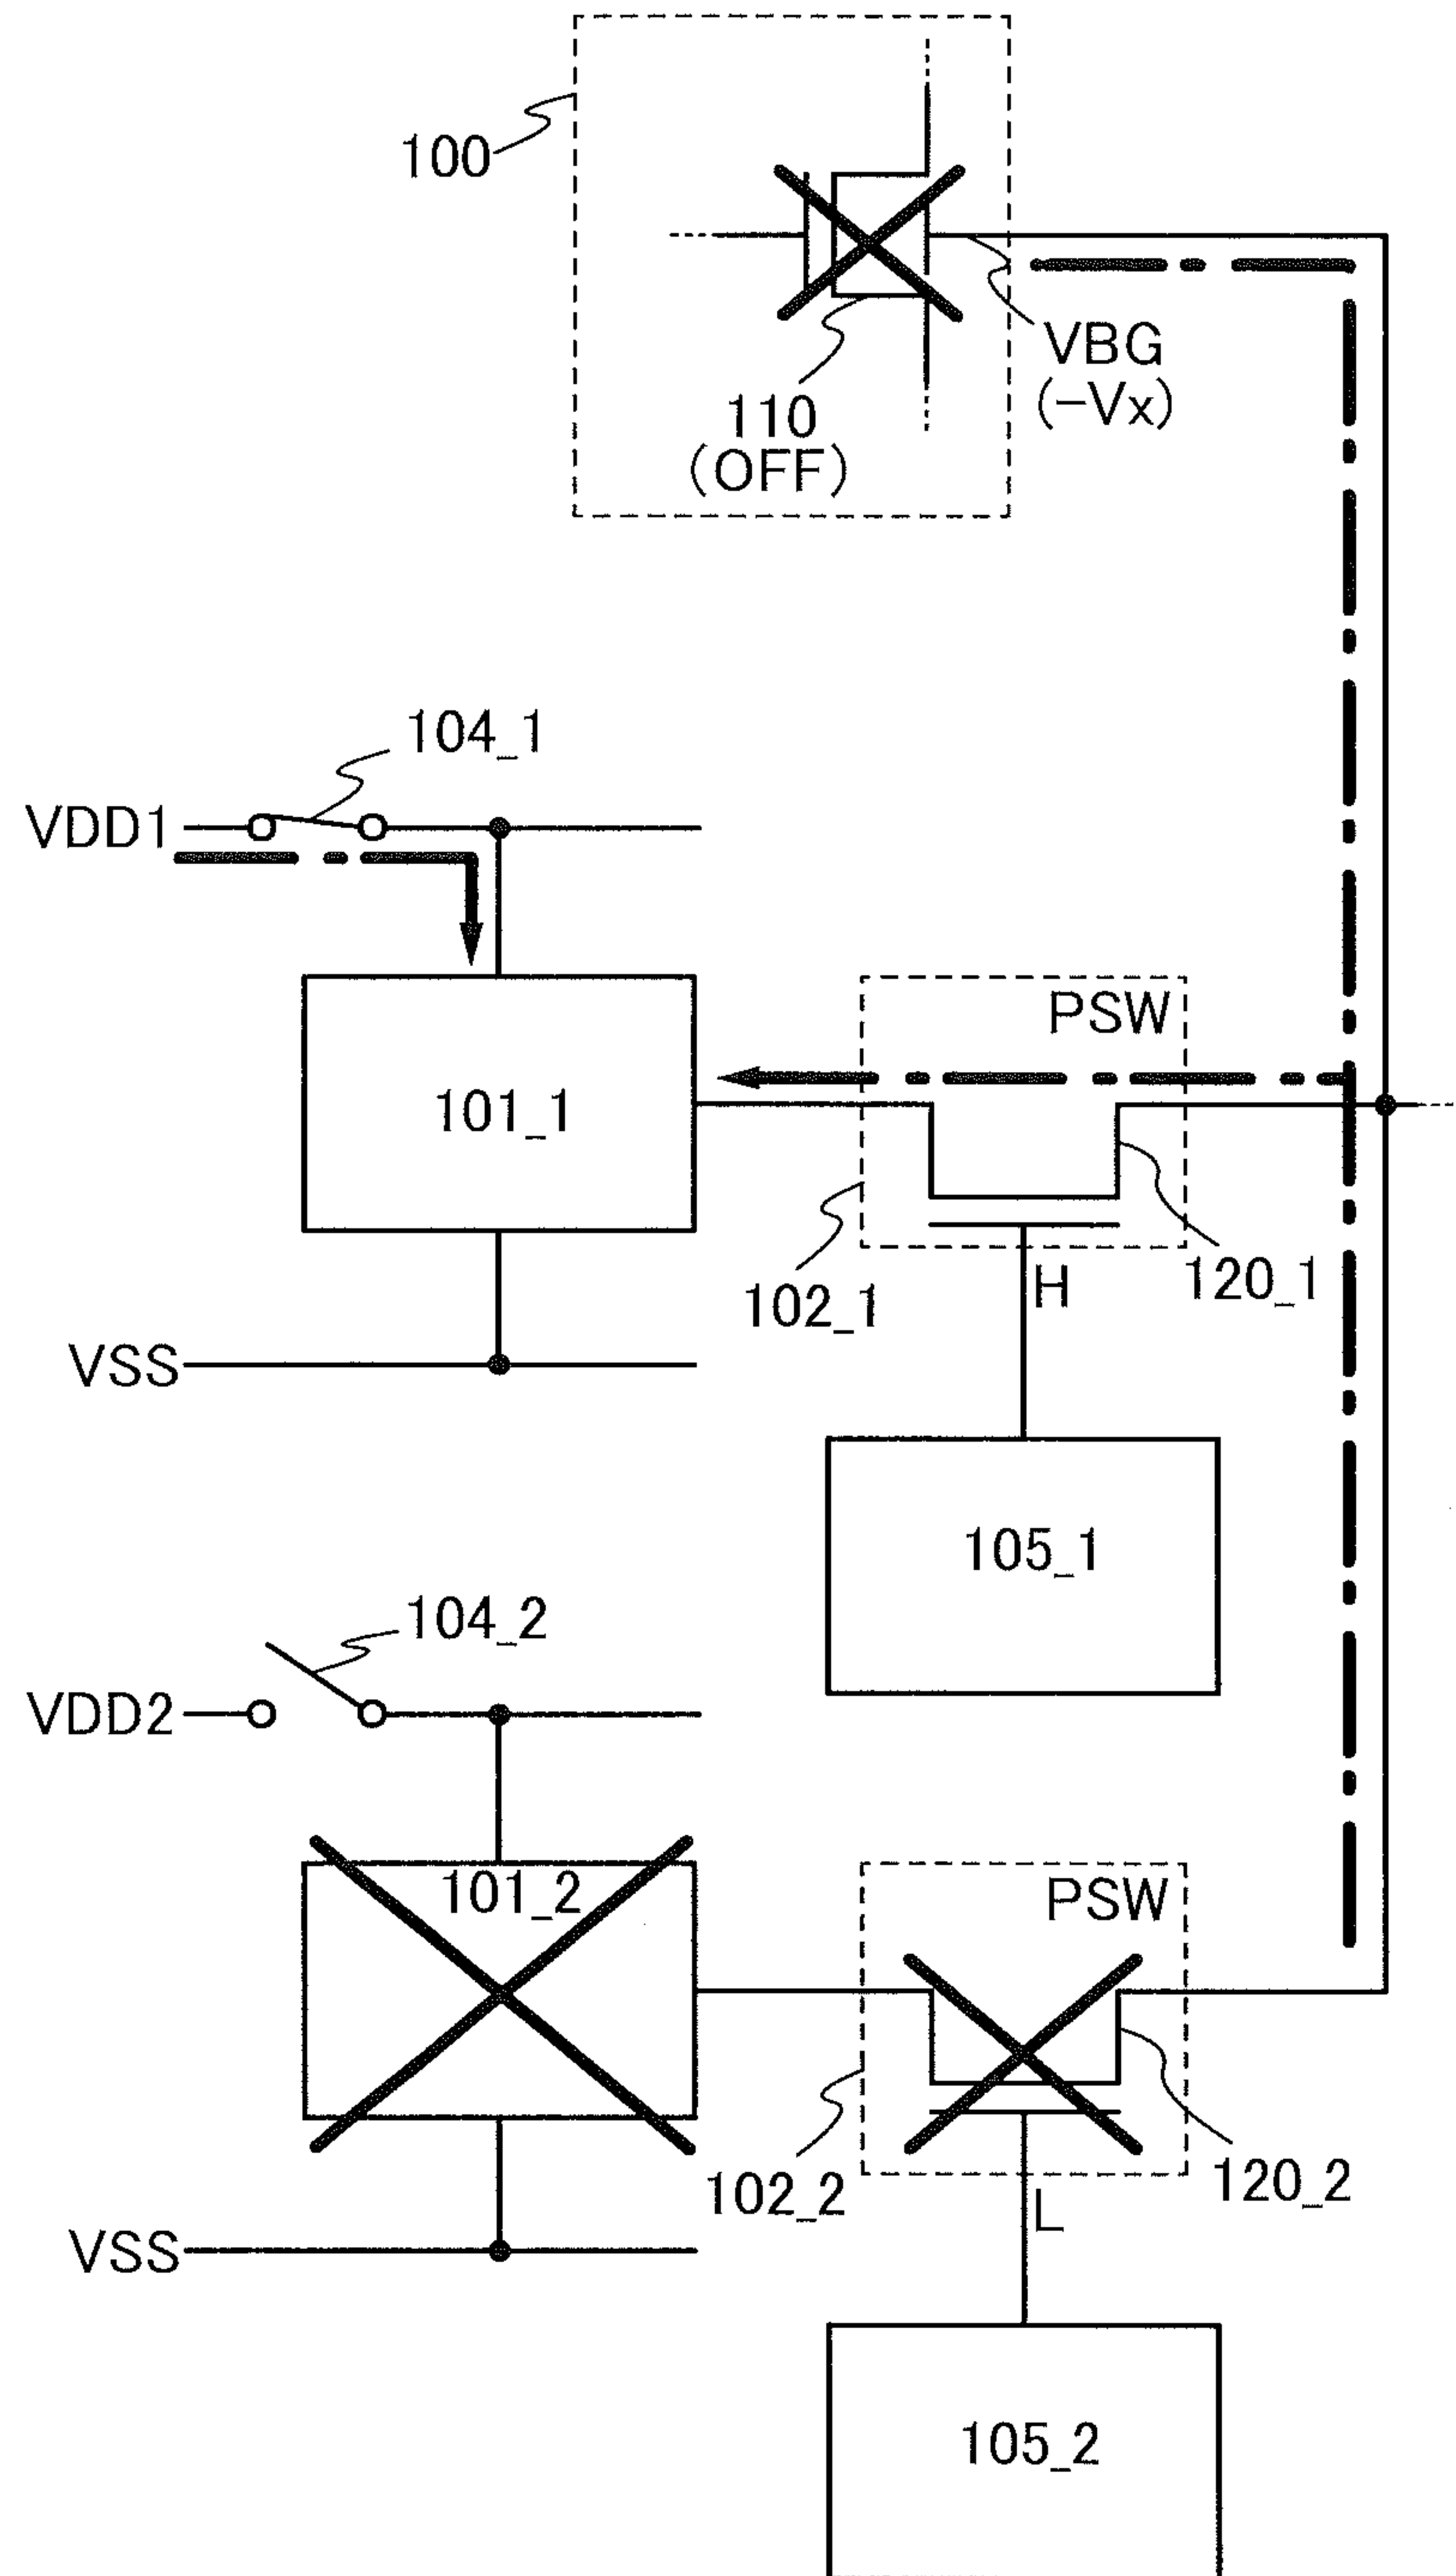 100
VBG
(-Vx)
110
(OFF)
104_1
VDD1
PSW
101_1
102_1
H
120_1
VSS
105_1
104_2
VDD2
101_2
PSW
102_2
L
120_2
VSS
105_2